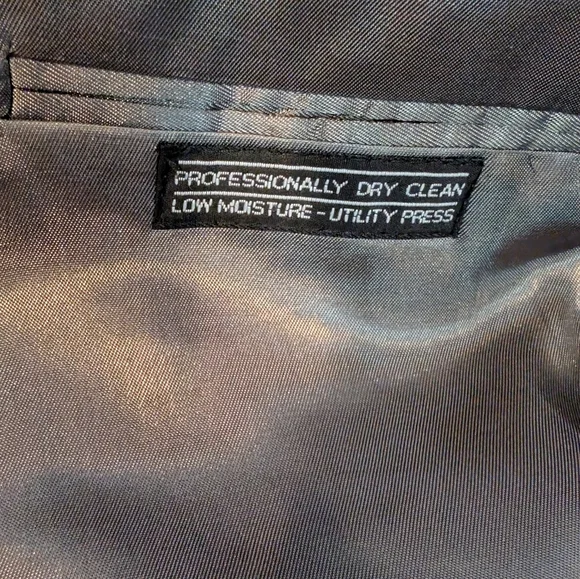 PROFESSIONALLY DRY CLEAN
LOW MOISTURE - UTILITY PRESS